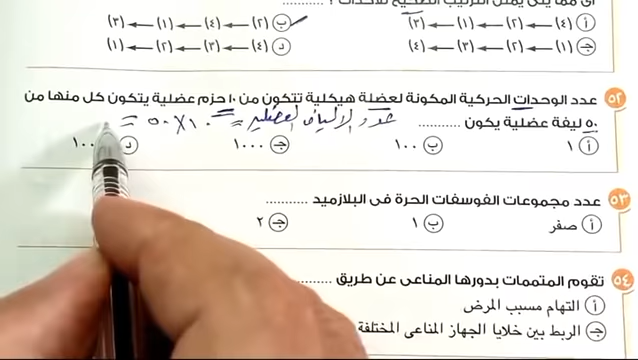 أى مما يلى يمثل الترتيب الصحيح للأحداث ؟
أ (٤) ← (١) ← (٢) ← (٣)
ب (٢) ← (٤) ← (١) ← (٣)
ج (١) ← (٢) ← (٣) ← (٤)
د (٤) ← (٣) ← (٢) ← (١)
٥٢ عدد الوحدات الحركية المكونة لعضلة هيكلية تتكون من ١٠ حزم عضلية يتكون كل منها من
٥٠ ليفة عضلية يكون ............
عدد الالياف العضلية = ١٠ × ٥٠ =
أ ١
ب ١٠٠
ج ١٠٠٠
د
٥٣ عدد مجموعات الفوسفات الحرة فى البلازميد ............
أ صفر
ب ١
ج ٢
٥٤ تقوم المتممات بدورها المناعى عن طريق ............
أ التهام مسبب المرض
ج الربط بين خلايا الجهاز المناعى المختلفة